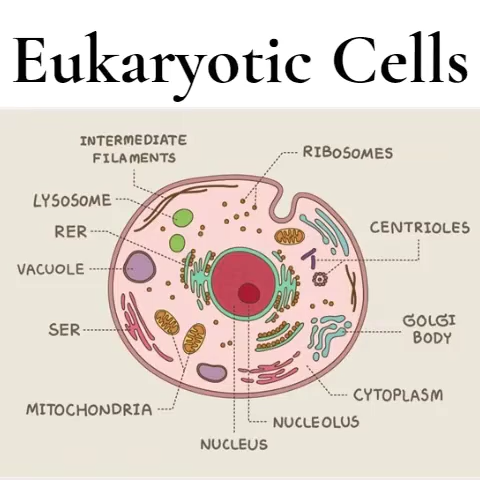 Eukaryotic Cells
INTERMEDIATE
FILAMENTS
RIBOSOMES
LYSOSOME
RER
CENTRIOLES
VACUOLE
SER
GOLGI
BODY
MITOCHONDRIA
CYTOPLASM
NUCLEOLUS
NUCLEUS